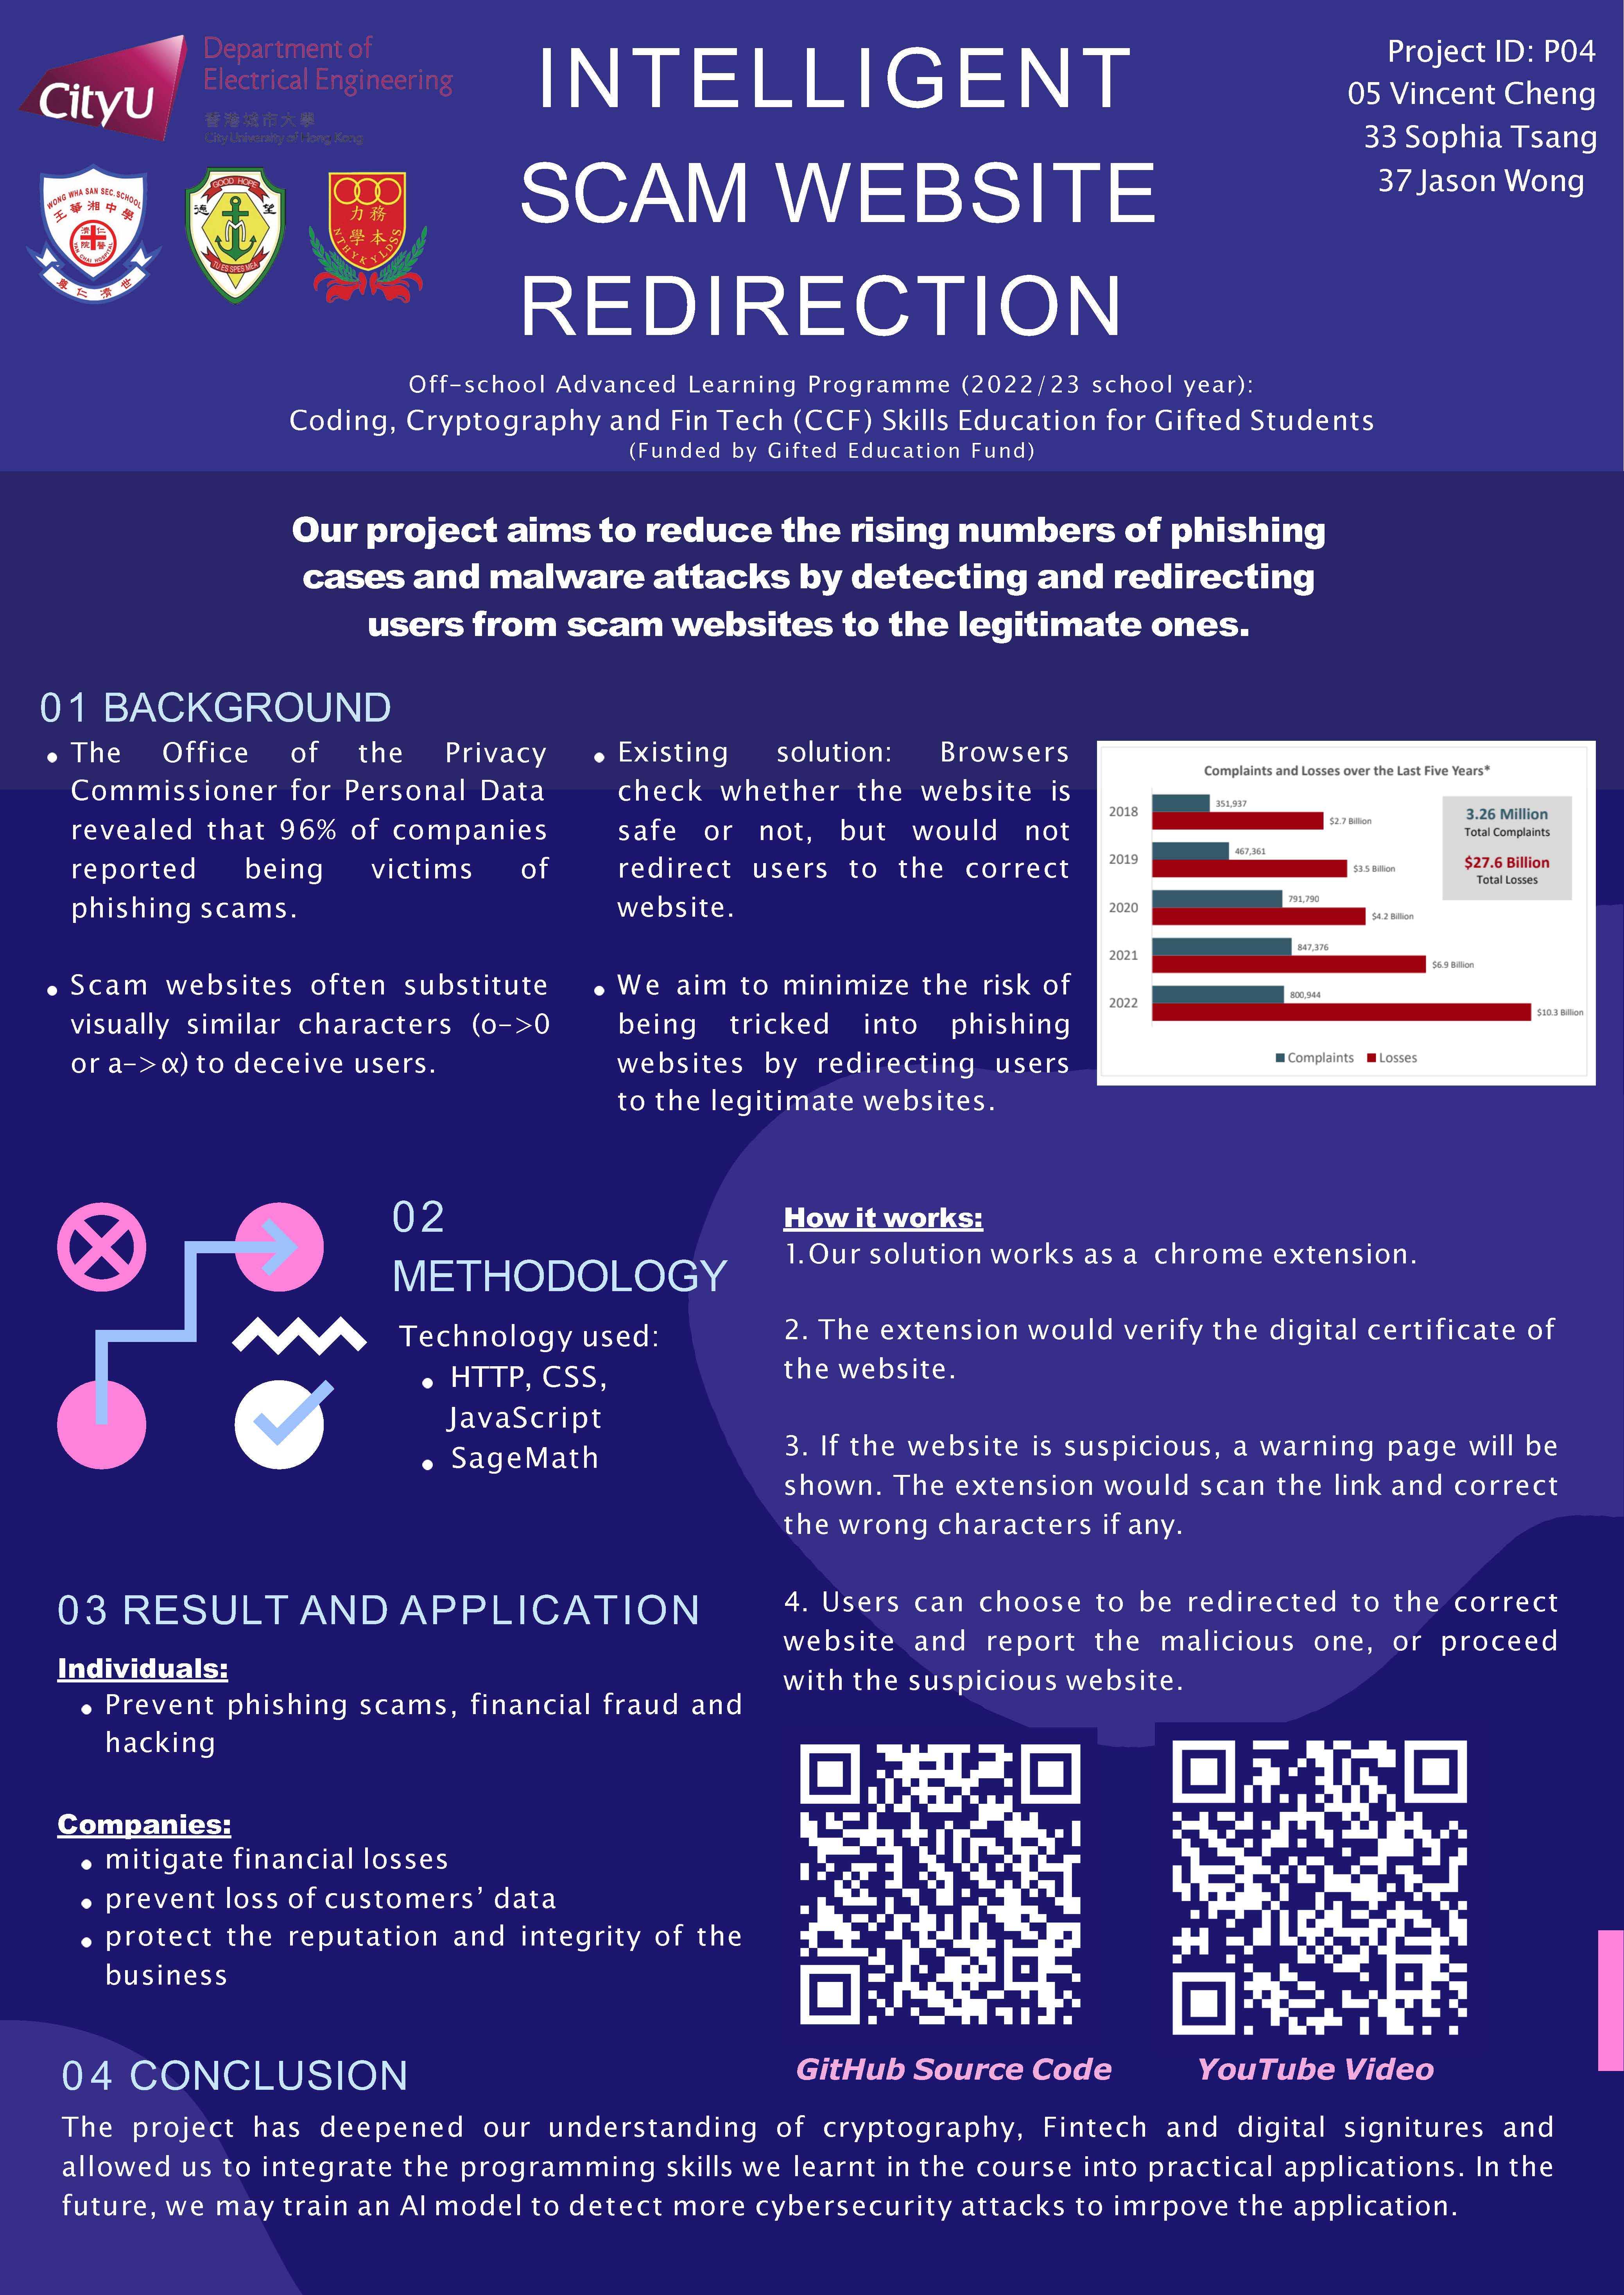 CityU
Department of
Electrical Engineering
香港城市大學
City University of Hong Kong
WONG WHA SAN SEC. SCHOOL
王華湘中學
仁濟
醫院
YAN CHAI HOSPITAL
尊仁濟世
GOOD HOPE
德望
TU ES SPES MEA
力務
學本
NTHYKYLDSS
INTELLIGENT
SCAM WEBSITE
REDIRECTION
Project ID: P04
05 Vincent Cheng
33 Sophia Tsang
37 Jason Wong
Off-school Advanced Learning Programme (2022/23 school year):
Coding, Cryptography and Fin Tech (CCF) Skills Education for Gifted Students
(Funded by Gifted Education Fund)
Our project aims to reduce the rising numbers of phishing
cases and malware attacks by detecting and redirecting
users from scam websites to the legitimate ones.
01 BACKGROUND
• The Office of the Privacy
Commissioner for Personal Data
revealed that 96% of companies
reported being victims of
phishing scams.
• Scam websites often substitute
visually similar characters (o->0
or a->α) to deceive users.
• Existing solution: Browsers
check whether the website is
safe or not, but would not
redirect users to the correct
website.
• We aim to minimize the risk of
being tricked into phishing
websites by redirecting users
to the legitimate websites.
Complaints and Losses over the Last Five Years*
2018
351,937
$2.7 Billion
2019
467,361
$3.5 Billion
2020
791,790
$4.2 Billion
2021
847,376
$6.9 Billion
2022
800,944
$10.3 Billion
3.26 Million
Total Complaints
$27.6 Billion
Total Losses
Complaints Losses
02
METHODOLOGY
Technology used:
• HTTP, CSS,
JavaScript
• SageMath
How it works:
1.Our solution works as a chrome extension.
2. The extension would verify the digital certificate of
the website.
3. If the website is suspicious, a warning page will be
shown. The extension would scan the link and correct
the wrong characters if any.
4. Users can choose to be redirected to the correct
website and report the malicious one, or proceed
with the suspicious website.
03 RESULT AND APPLICATION
Individuals:
• Prevent phishing scams, financial fraud and
hacking
Companies:
• mitigate financial losses
• prevent loss of customers’ data
• protect the reputation and integrity of the
business
GitHub Source Code
YouTube Video
04 CONCLUSION
The project has deepened our understanding of cryptography, Fintech and digital signitures and
allowed us to integrate the programming skills we learnt in the course into practical applications. In the
future, we may train an AI model to detect more cybersecurity attacks to imrpove the application.